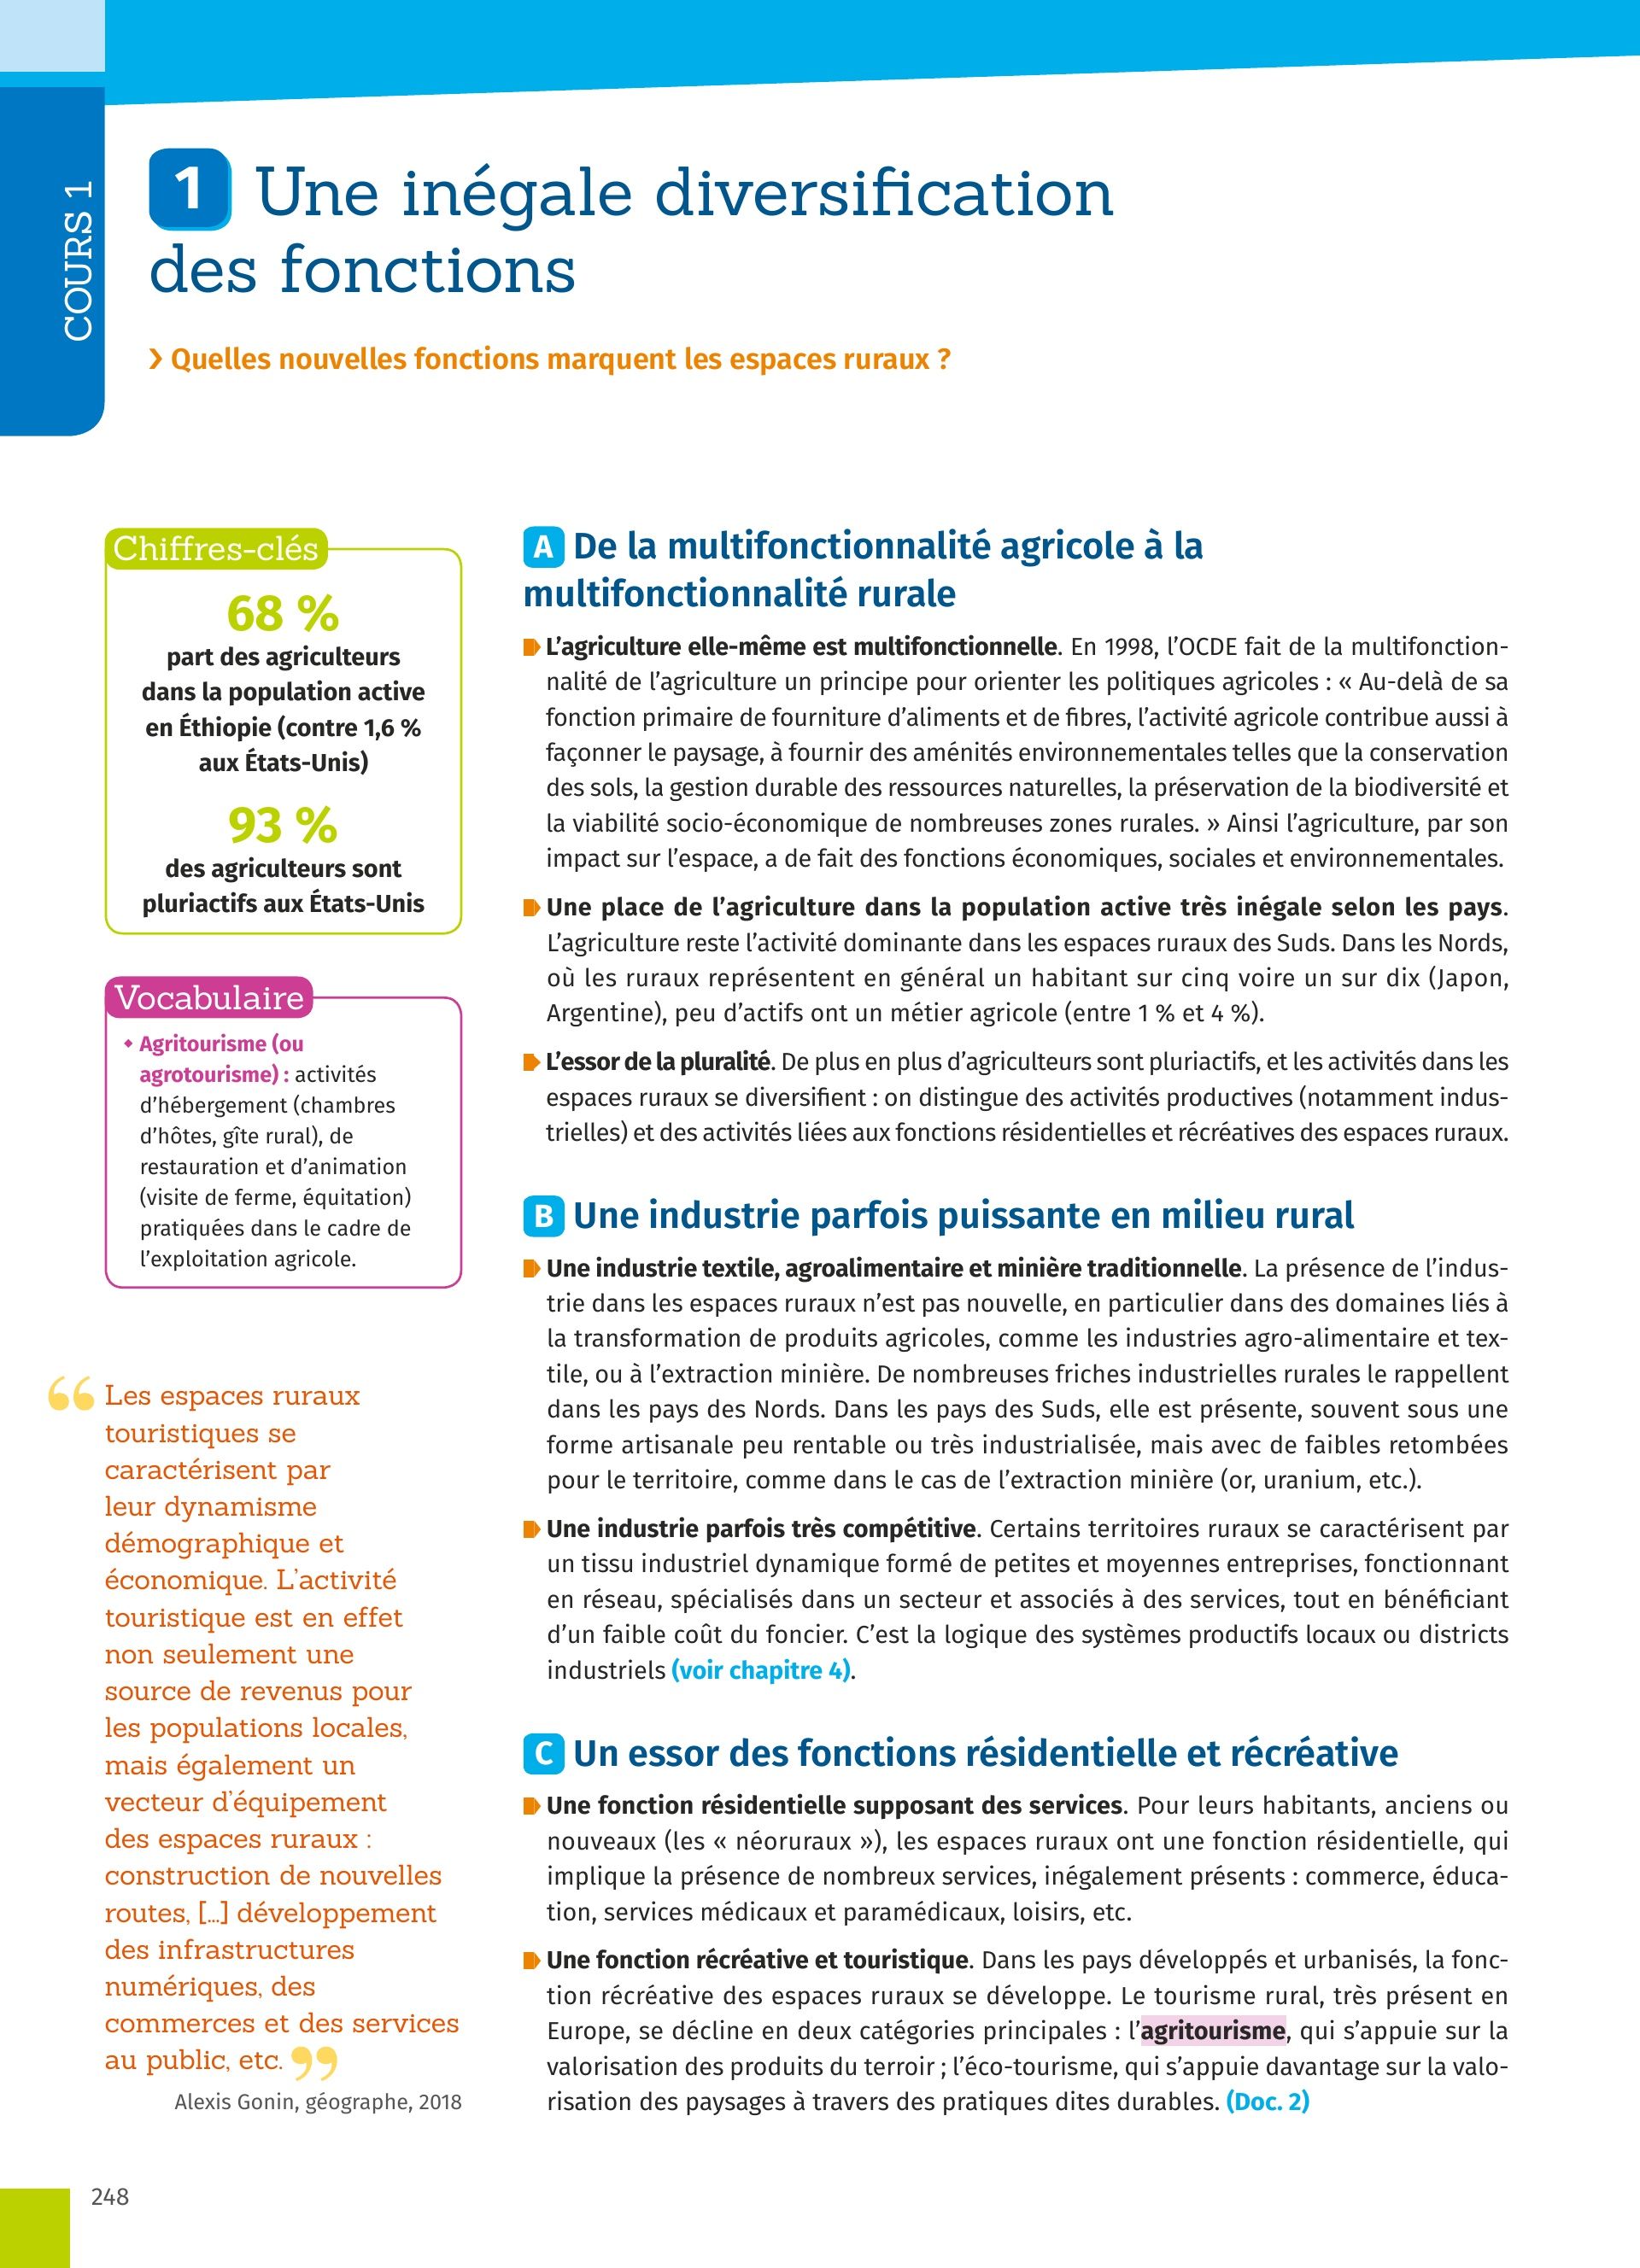 COURS 1
1 Une inégale diversification
des fonctions
› Quelles nouvelles fonctions marquent les espaces ruraux ?
Chiffres-clés
68 %
part des agriculteurs
dans la population active
en Éthiopie (contre 1,6 %
aux États-Unis)
93 %
des agriculteurs sont
pluriactifs aux États-Unis
Vocabulaire
• Agritourisme (ou
agrotourisme) : activités
d’hébergement (chambres
d’hôtes, gîte rural), de
restauration et d’animation
(visite de ferme, équitation)
pratiquées dans le cadre de
l’exploitation agricole.
“ Les espaces ruraux
touristiques se
caractérisent par
leur dynamisme
démographique et
économique. L’activité
touristique est en effet
non seulement une
source de revenus pour
les populations locales,
mais également un
vecteur d’équipement
des espaces ruraux :
construction de nouvelles
routes, [...] développement
des infrastructures
numériques, des
commerces et des services
au public, etc. ”
Alexis Gonin, géographe, 2018
A De la multifonctionnalité agricole à la
multifonctionnalité rurale
L’agriculture elle-même est multifonctionnelle. En 1998, l’OCDE fait de la multifonction-
nalité de l’agriculture un principe pour orienter les politiques agricoles : « Au-delà de sa
fonction primaire de fourniture d’aliments et de fibres, l’activité agricole contribue aussi à
façonner le paysage, à fournir des aménités environnementales telles que la conservation
des sols, la gestion durable des ressources naturelles, la préservation de la biodiversité et
la viabilité socio-économique de nombreuses zones rurales. » Ainsi l’agriculture, par son
impact sur l’espace, a de fait des fonctions économiques, sociales et environnementales.
Une place de l’agriculture dans la population active très inégale selon les pays.
L’agriculture reste l’activité dominante dans les espaces ruraux des Suds. Dans les Nords,
où les ruraux représentent en général un habitant sur cinq voire un sur dix (Japon,
Argentine), peu d’actifs ont un métier agricole (entre 1 % et 4 %).
L’essor de la pluralité. De plus en plus d’agriculteurs sont pluriactifs, et les activités dans les
espaces ruraux se diversifient : on distingue des activités productives (notamment indus-
trielles) et des activités liées aux fonctions résidentielles et récréatives des espaces ruraux.
B Une industrie parfois puissante en milieu rural
Une industrie textile, agroalimentaire et minière traditionnelle. La présence de l’indus-
trie dans les espaces ruraux n’est pas nouvelle, en particulier dans des domaines liés à
la transformation de produits agricoles, comme les industries agro-alimentaire et tex-
tile, ou à l’extraction minière. De nombreuses friches industrielles rurales le rappellent
dans les pays des Nords. Dans les pays des Suds, elle est présente, souvent sous une
forme artisanale peu rentable ou très industrialisée, mais avec de faibles retombées
pour le territoire, comme dans le cas de l’extraction minière (or, uranium, etc.).
Une industrie parfois très compétitive. Certains territoires ruraux se caractérisent par
un tissu industriel dynamique formé de petites et moyennes entreprises, fonctionnant
en réseau, spécialisés dans un secteur et associés à des services, tout en bénéficiant
d’un faible coût du foncier. C’est la logique des systèmes productifs locaux ou districts
industriels (voir chapitre 4).
C Un essor des fonctions résidentielle et récréative
Une fonction résidentielle supposant des services. Pour leurs habitants, anciens ou
nouveaux (les « néoruraux »), les espaces ruraux ont une fonction résidentielle, qui
implique la présence de nombreux services, inégalement présents : commerce, éduca-
tion, services médicaux et paramédicaux, loisirs, etc.
Une fonction récréative et touristique. Dans les pays développés et urbanisés, la fonc-
tion récréative des espaces ruraux se développe. Le tourisme rural, très présent en
Europe, se décline en deux catégories principales : l’agritourisme, qui s’appuie sur la
valorisation des produits du terroir ; l’éco-tourisme, qui s’appuie davantage sur la valo-
risation des paysages à travers des pratiques dites durables. (Doc. 2)
248